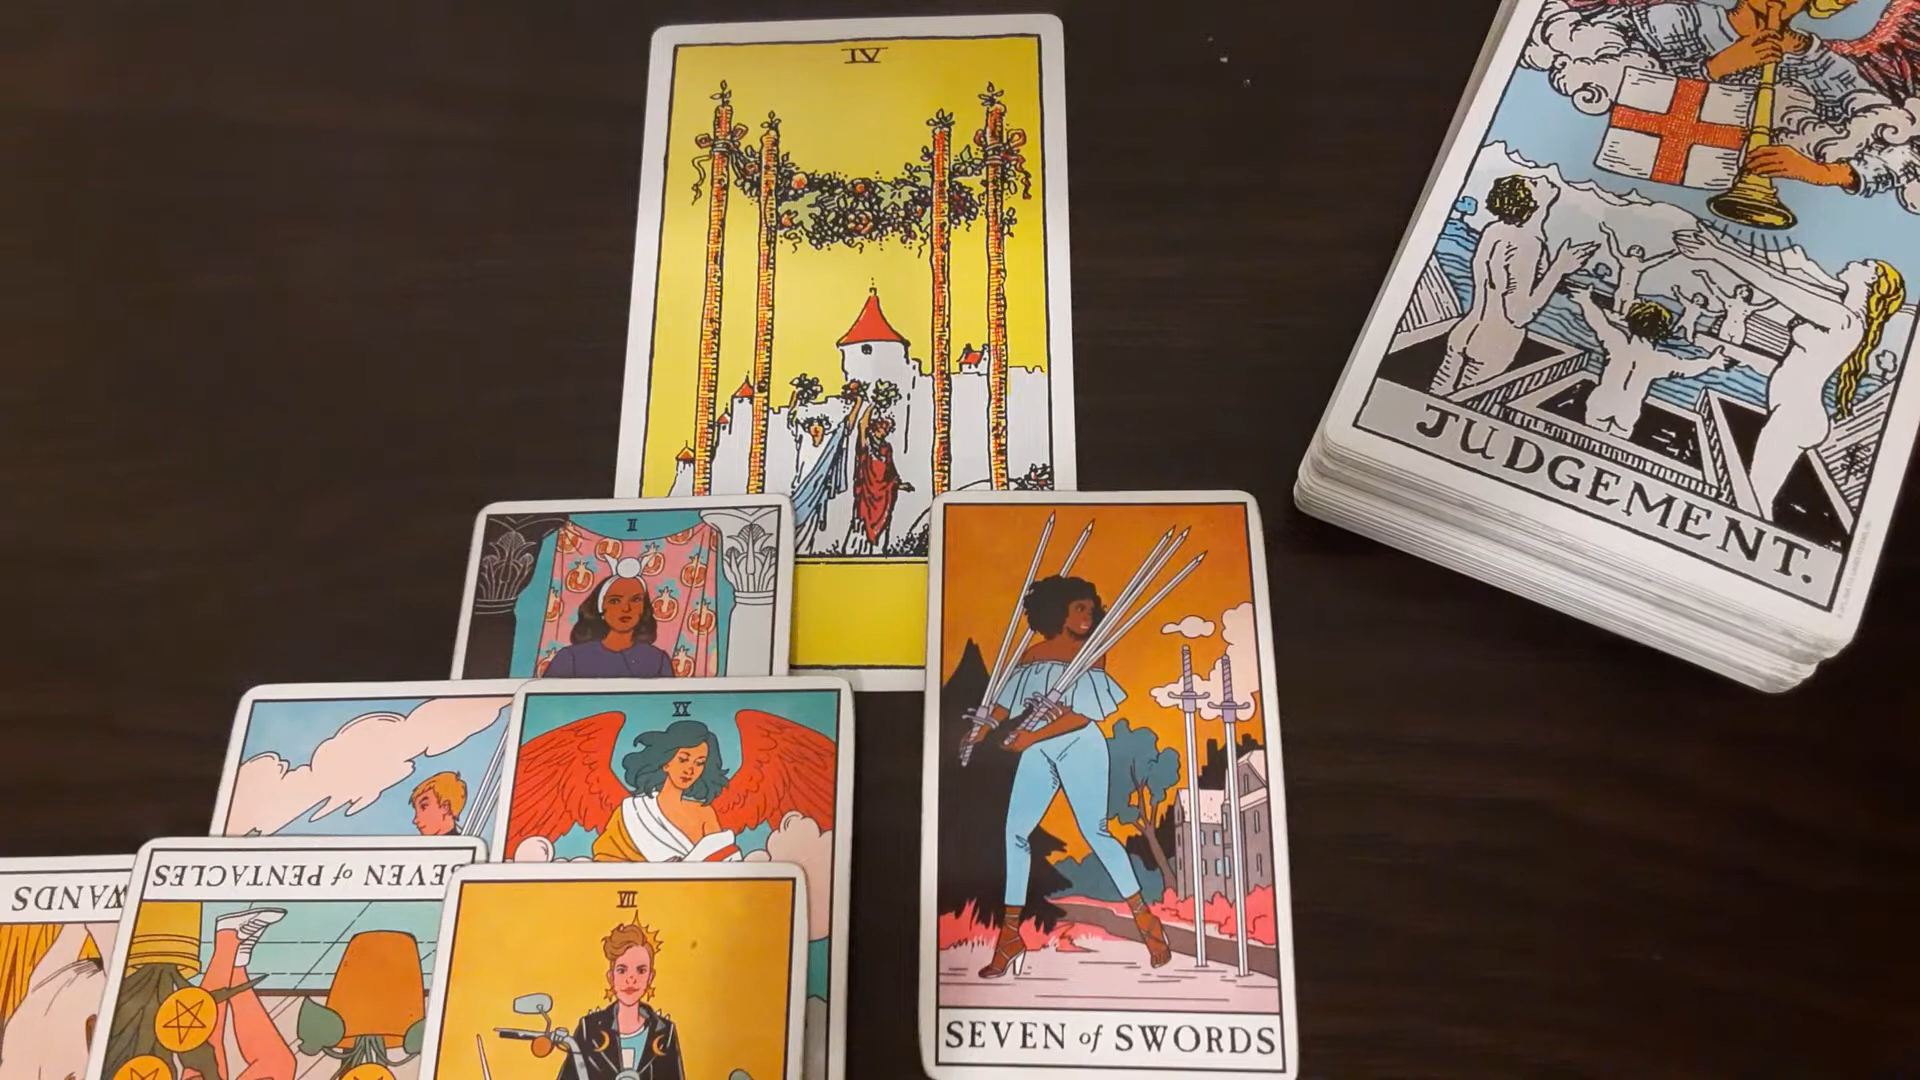 IV
JUDGEMENT.
II
XX
SEVEN of PENTACLES
WANDS
VII
SEVEN of SWORDS